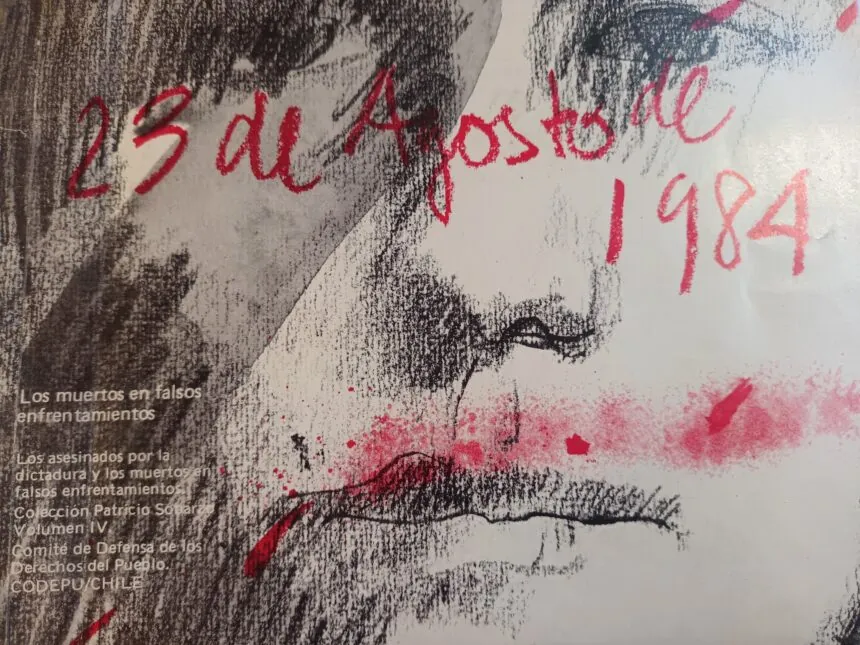 23 de Agosto de
1984
Los muertos en falsos
enfrentamientos
Los asesinados por la
dictadura y los muertos en
falsos enfrentamientos.
Colección Patricio Sobarzo
Volumen IV.
Comité de Defensa de los
Derechos del Pueblo.
CODEPU/CHILE